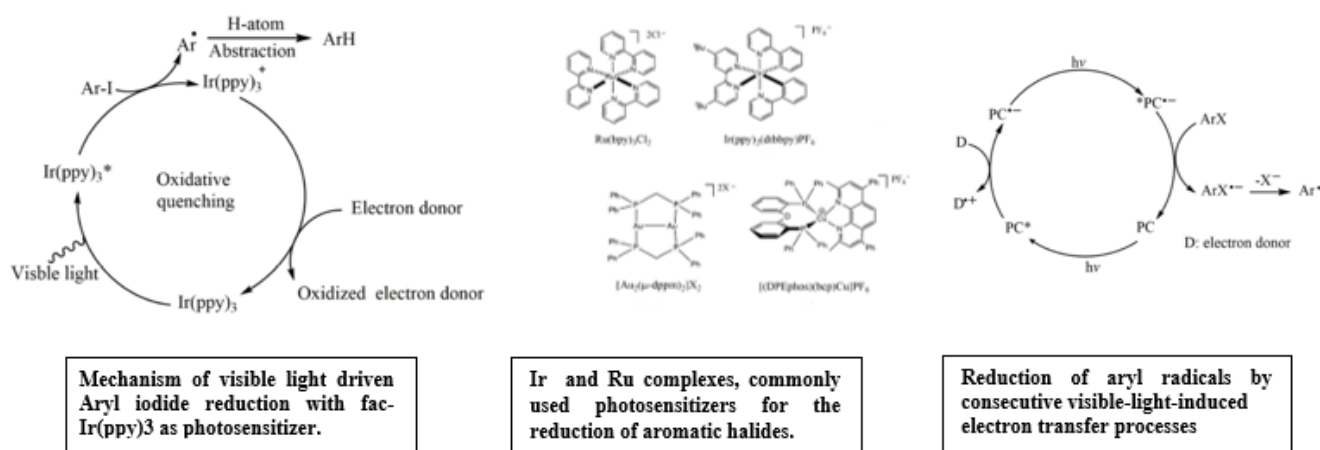 H-atom
Ar•
Abstraction
ArH
Ar-I
Ir(ppy)3+
Ir(ppy)3*
Oxidative
quenching
Electron donor
Visble light
Ir(ppy)3
Oxidized electron donor
2Cl−
PF6−
Ru(bpy)3Cl2
Ir(ppy)2(dtbbpy)PF6
2X−
PF6−
[Au2(μ-dppm)2]X2
[(DPEphos)(bcp)Cu]PF6
hν
PC•−
*PC•−
ArX
D
D•+
ArX•−
-X−
Ar•
PC*
PC
D: electron donor
hν
Mechanism of visible light driven
Aryl iodide reduction with fac-
Ir(ppy)3 as photosensitizer.
Ir and Ru complexes, commonly
used photosensitizers for the
reduction of aromatic halides.
Reduction of aryl radicals by
consecutive visible-light-induced
electron transfer processes